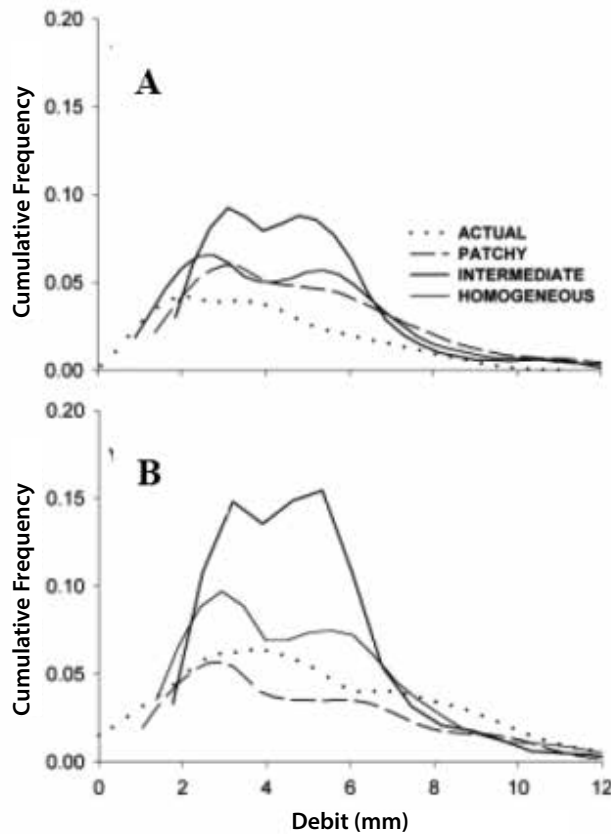 0.20
A
0.15
0.10
0.05
0.00
Cumulative Frequency
ACTUAL
PATCHY
INTERMEDIATE
HOMOGENEOUS
0.20
B
0.15
0.10
0.05
0.00
Cumulative Frequency
0 2 4 6 8 10 12
Debit (mm)